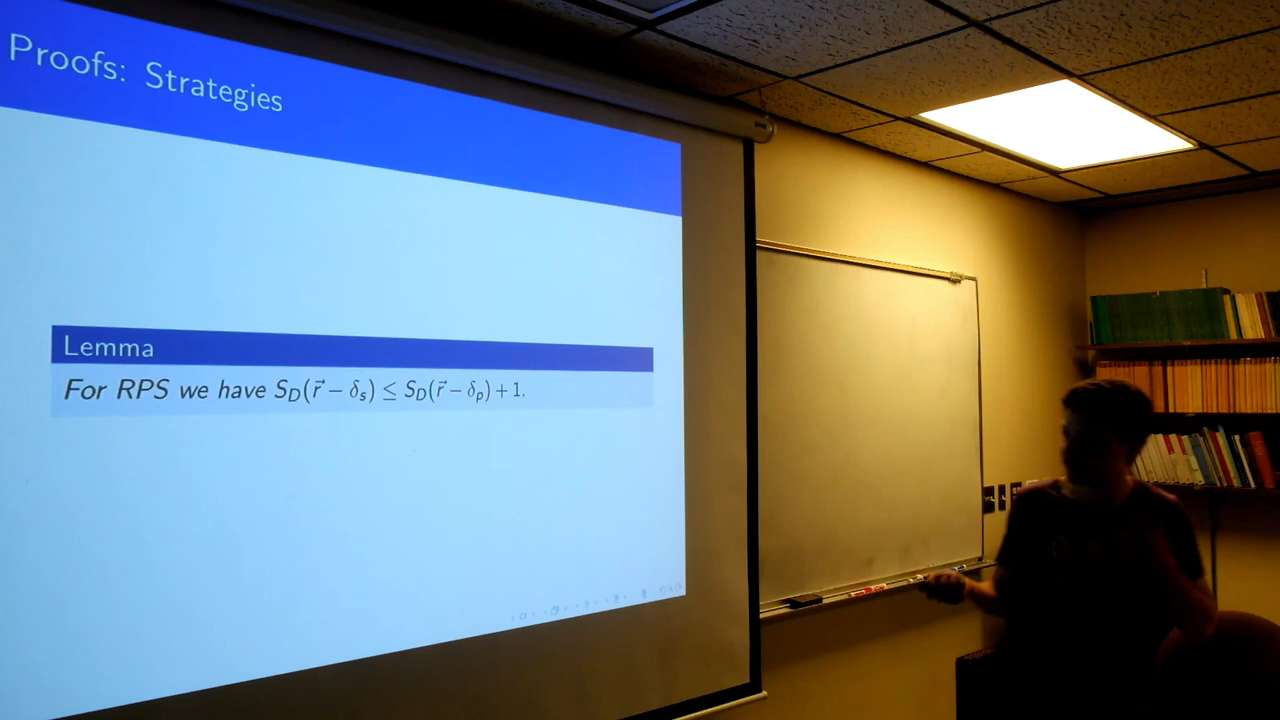 Proofs: Strategies
Lemma
For RPS we have S_D(r⃗ − δ_s) ≤ S_D(r⃗ − δ_p) + 1.